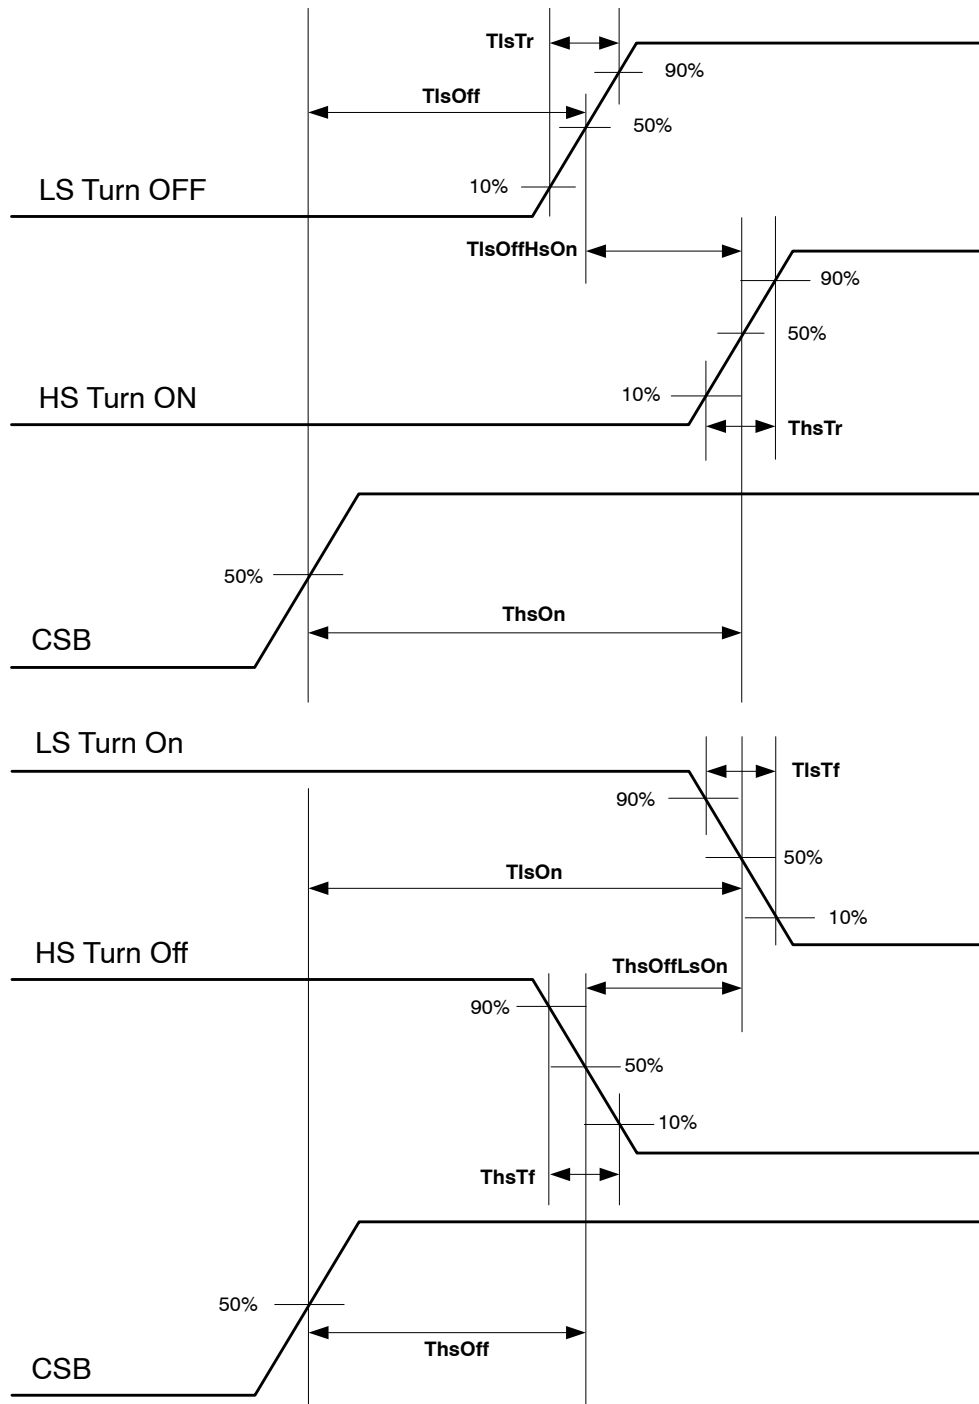 TlsTr
90%
TlsOff
50%
10%
LS Turn OFF
TlsOffHsOn
90%
50%
10%
HS Turn ON
ThsTr
50%
ThsOn
CSB
LS Turn On
TlsTf
90%
50%
TlsOn
10%
HS Turn Off
ThsOffLsOn
90%
50%
10%
ThsTf
50%
ThsOff
CSB